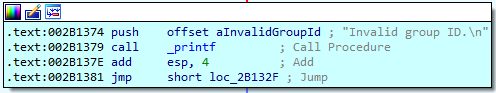 .text:002B1374 push    offset aInvalidGroupId ; "Invalid group ID.\n"
.text:002B1379 call    _printf         ; Call Procedure
.text:002B137E add     esp, 4          ; Add
.text:002B1381 jmp     short loc_2B132F ; Jump